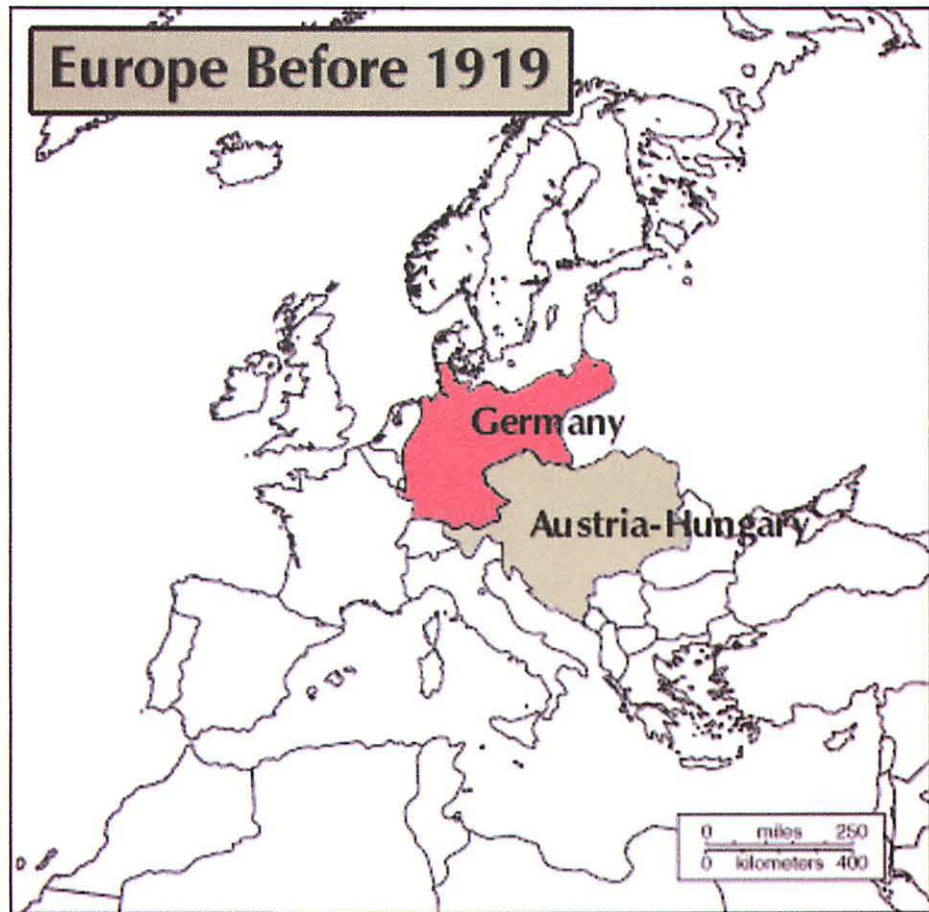 Europe Before 1919
Germany
Austria-Hungary
0 miles 250
0 kilometers 400